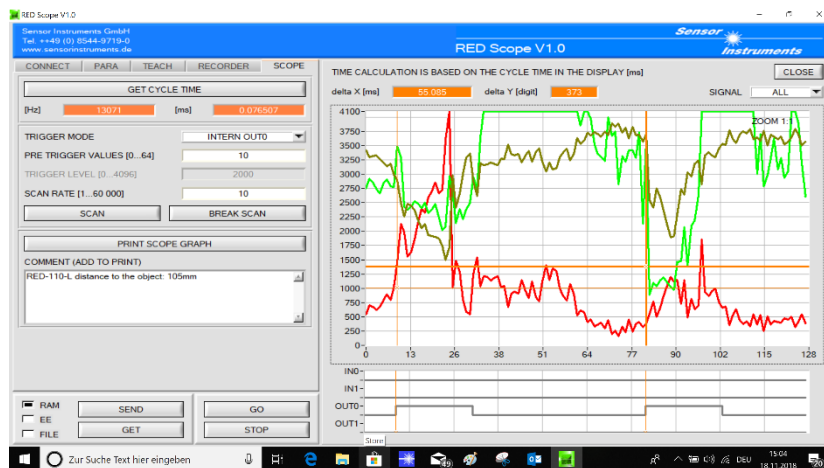 RED Scope V1.0
Sensor Instruments GmbH
Tel. ++49 (0) 8544-9719-0
www.sensorinstruments.de
RED Scope V1.0
Sensor
Instruments
CONNECT PARA TEACH RECORDER SCOPE
GET CYCLE TIME
[Hz] 13071 [ms] 0.076507
TRIGGER MODE INTERN OUT0
PRE TRIGGER VALUES [0...64] 10
TRIGGER LEVEL [0...4096] 2000
SCAN RATE [1...60 000] 10
SCAN BREAK SCAN
PRINT SCOPE GRAPH
COMMENT (ADD TO PRINT)
RED-110-L distance to the object: 105mm
RAM
EE
FILE
SEND GO
GET STOP
TIME CALCULATION IS BASED ON THE CYCLE TIME IN THE DISPLAY [ms]
CLOSE
delta X [ms] 55.085 delta Y [digit] 373 SIGNAL ALL
ZOOM 1:1
4100
3750
3500
3250
3000
2750
2500
2250
2000
1750
1500
1250
1000
750
500
250
0
0 13 26 38 51 64 77 90 102 115 128
IN0
IN1
OUT0
OUT1
Sturm
Zur Suche Text hier eingeben
DEU
15:04
18.11.2018